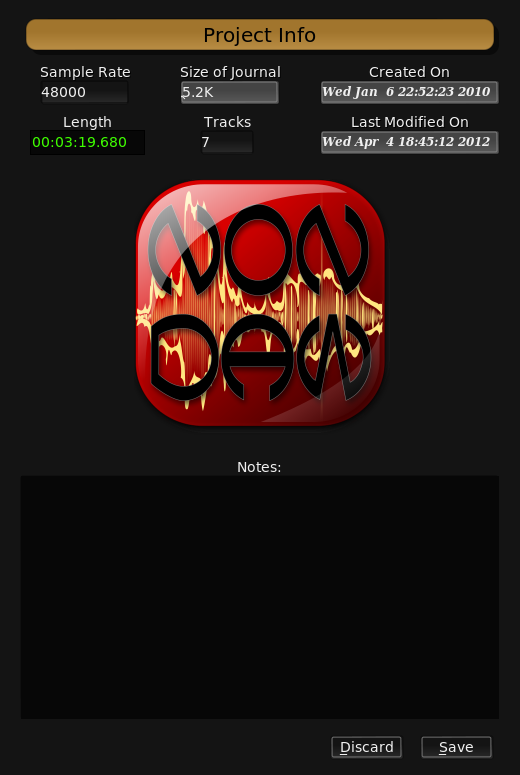 Project Info
Sample Rate
Size of Journal
Created On
48000
5.2K
Wed Jan  6 22:52:23 2010
Length
Tracks
Last Modified On
00:03:19.680
7
Wed Apr  4 18:45:12 2012
NON
DAW
Notes:
Discard
Save